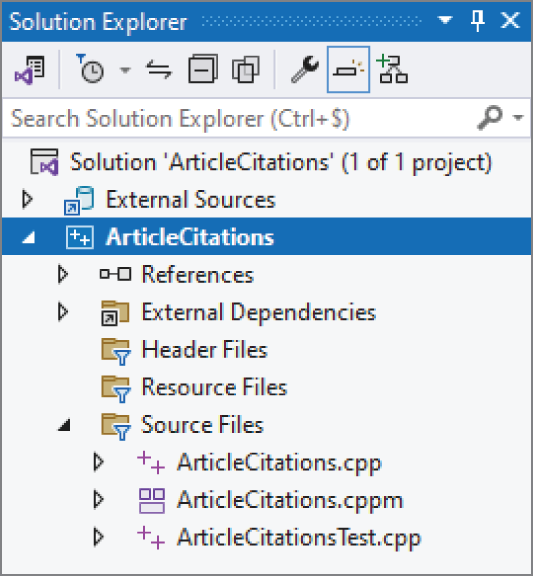 Solution Explorer
Search Solution Explorer (Ctrl+$)
Solution 'ArticleCitations' (1 of 1 project)
External Sources
ArticleCitations
References
External Dependencies
Header Files
Resource Files
Source Files
ArticleCitations.cpp
ArticleCitations.cppm
ArticleCitationsTest.cpp